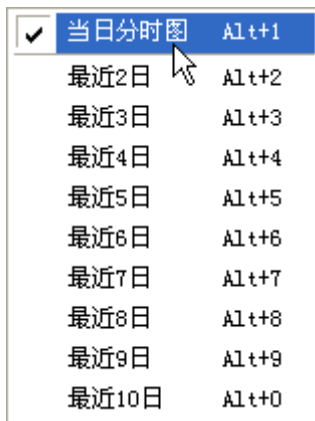 当日分时图 Alt+1
最近2日 Alt+2
最近3日 Alt+3
最近4日 Alt+4
最近5日 Alt+5
最近6日 Alt+6
最近7日 Alt+7
最近8日 Alt+8
最近9日 Alt+9
最近10日 Alt+0